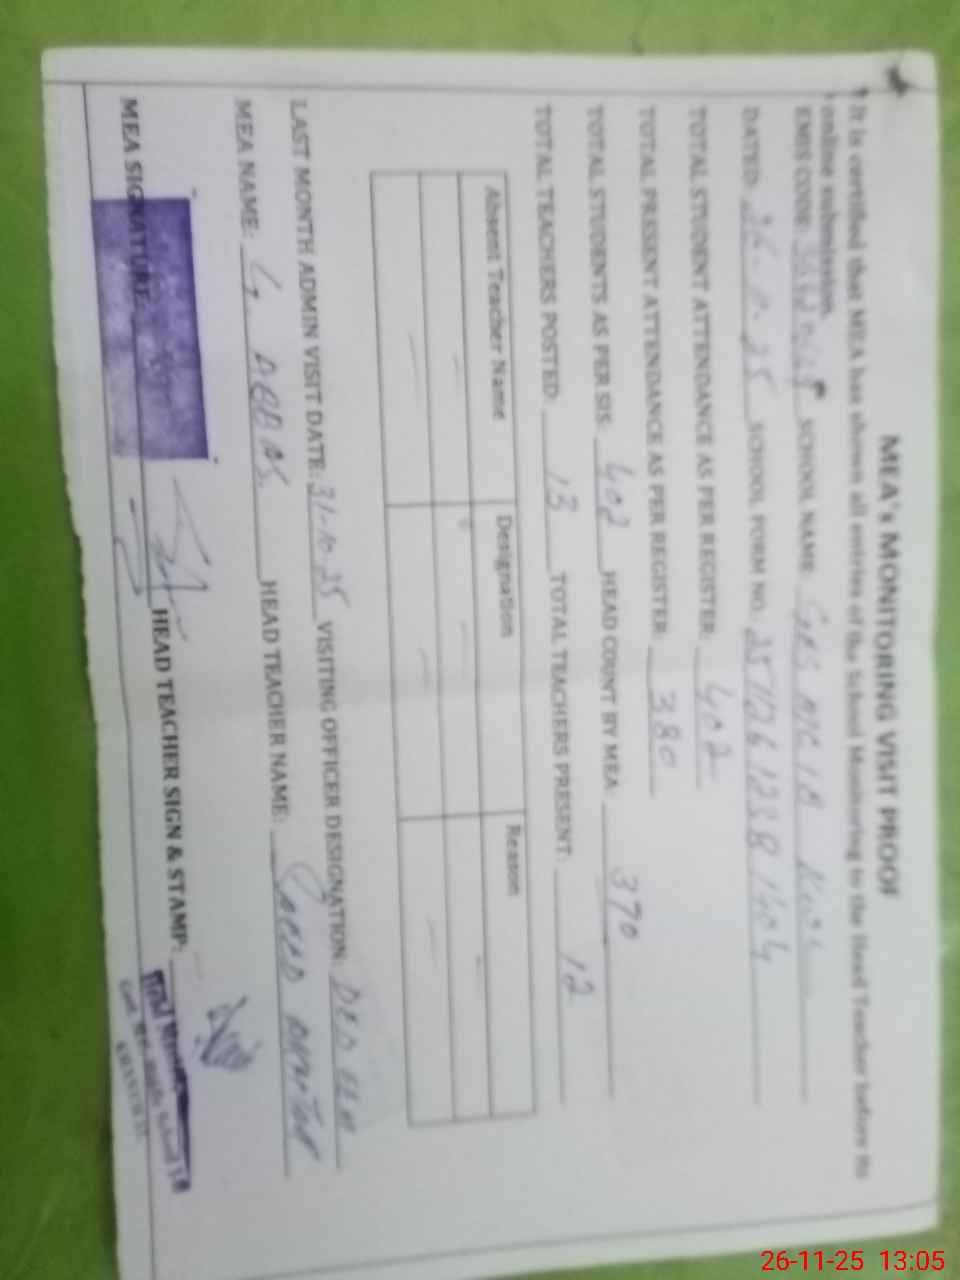 MEA's MONITORING VISIT PROOF
It is certified that MEA has shown all entries of the School Monitoring to the Head Teacher before the
online submission.
EMIS CODE: SCHOOL NAME:
DATED: SCHOOL FORM NO. 251126123B1404
TOTAL STUDENT ATTENDANCE AS PER REGISTER: 402
TOTAL PRESENT ATTENDANCE AS PER REGISTER: 380
TOTAL STUDENTS AS PER SIS: 402 HEAD COUNT BY MEA: 370
TOTAL TEACHERS POSTED: 13 TOTAL TEACHERS PRESENT: 12
Absent Teacher Name Designation Reason
LAST MONTH ADMIN VISIT DATE: 31-10-25 VISITING OFFICER DESIGNATION:
MEA NAME: G. ABBAS HEAD TEACHER NAME:
MEA SIGNATURE: HEAD TEACHER SIGN & STAMP:
26-11-25 13:05